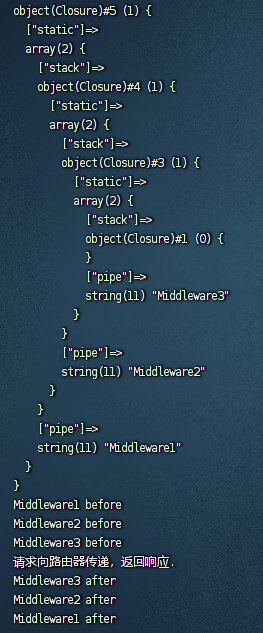 object(Closure)#5 (1) {
  ["static"]=>
  array(2) {
    ["stack"]=>
    object(Closure)#4 (1) {
      ["static"]=>
      array(2) {
        ["stack"]=>
        object(Closure)#3 (1) {
          ["static"]=>
          array(2) {
            ["stack"]=>
            object(Closure)#1 (0) {
            }
            ["pipe"]=>
            string(11) "Middleware3"
          }
        }
        ["pipe"]=>
        string(11) "Middleware2"
      }
    }
    ["pipe"]=>
    string(11) "Middleware1"
  }
}
Middleware1 before
Middleware2 before
Middleware3 before
请求向路由器传递，返回响应.
Middleware3 after
Middleware2 after
Middleware1 after